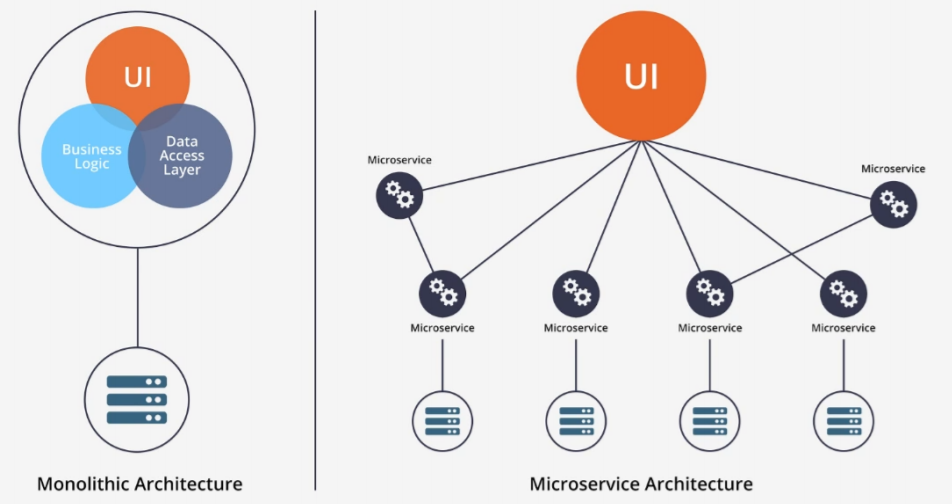 UI
Business
Logic
Data
Access
Layer
Monolithic Architecture
UI
Microservice
Microservice
Microservice
Microservice
Microservice
Microservice
Microservice Architecture